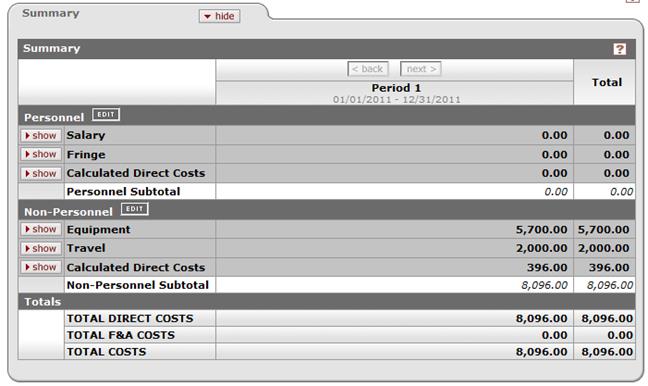 Summary
hide
Summary
?
< back next >
Period 1
Total
01/01/2011 - 12/31/2011
Personnel EDIT
show Salary 0.00 0.00
show Fringe 0.00 0.00
show Calculated Direct Costs 0.00 0.00
Personnel Subtotal 0.00 0.00
Non-Personnel EDIT
show Equipment 5,700.00 5,700.00
show Travel 2,000.00 2,000.00
show Calculated Direct Costs 396.00 396.00
Non-Personnel Subtotal 8,096.00 8,096.00
Totals
TOTAL DIRECT COSTS 8,096.00 8,096.00
TOTAL F&A COSTS 0.00 0.00
TOTAL COSTS 8,096.00 8,096.00